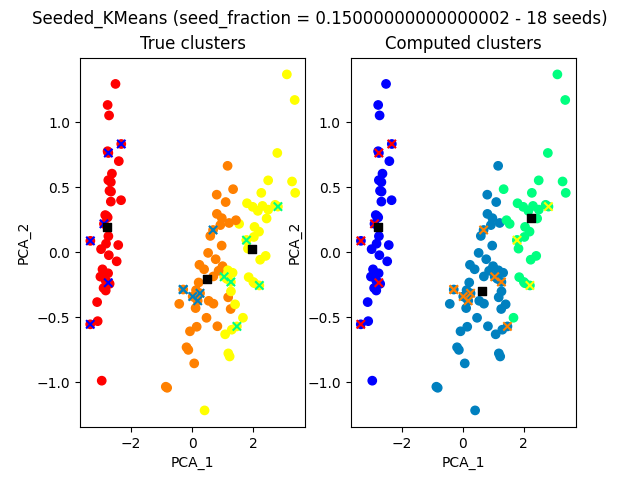 Seeded_KMeans (seed_fraction = 0.15000000000000002 - 18 seeds)
True clusters
Computed clusters
1.0
0.5
0.0
−0.5
−1.0
PCA_2
−2
0
2
PCA_1
1.0
0.5
0.0
−0.5
−1.0
PCA_2
−2
0
2
PCA_1